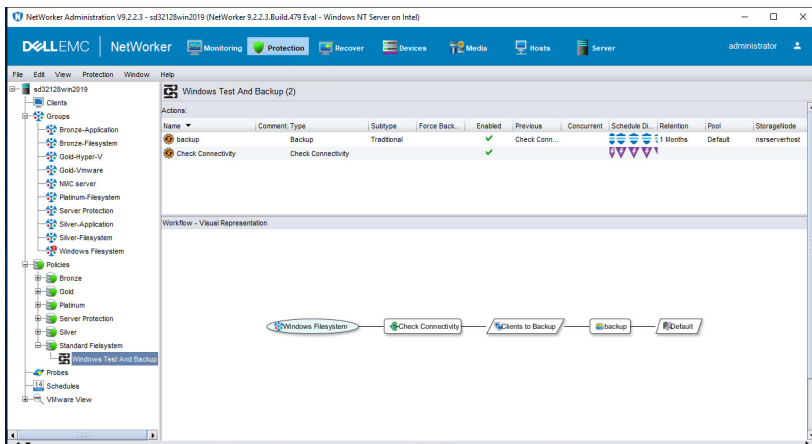 NetWorker Administration V9.2.2.3 - sd32128win2019 (NetWorker 9.2.2.3.Build.479 Eval - Windows NT Server on Intel)
DELLEMC NetWorker Monitoring Protection Recover Devices Media Hosts Server administrator
File Edit View Protection Window Help
sd32128win2019
Clients
Groups
Bronze-Application
Bronze-Filesystem
Gold-Hyper-V
Gold-Vmware
NMC server
Platinum-Filesystem
Server Protection
Silver-Application
Silver-Filesystem
Windows Filesystem
Policies
Bronze
Gold
Platinum
Server Protection
Silver
Standard Fielsystem
Windows Test And Backup
Probes
14 Schedules
VMware View
Windows Test And Backup (2)
Actions:
Name Comment Type Subtype Force Back... Enabled Previous Concurrent Schedule Di... Retention Pool StorageNode
backup Backup Traditional Check Conn... 1 Months Default nsrserverhost
Check Connectivity Check Connectivity
Workflow - Visual Representation
Windows Filesystem Check Connectivity Clients to Backup backup Default